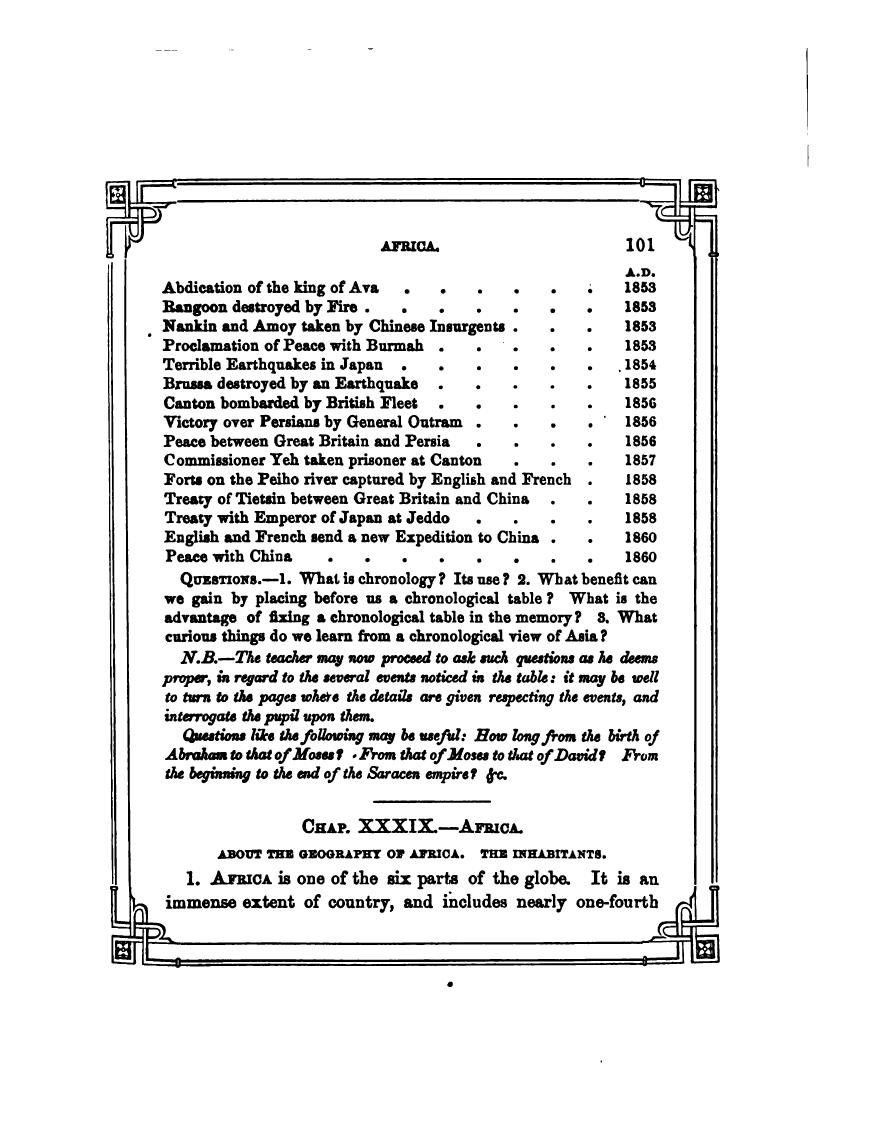 AFRICA. 101
A.D.
Abdication of the king of Ava . . . . . . 1853
Rangoon destroyed by Fire . . . . . . . 1853
Nankin and Amoy taken by Chinese Insurgents . . . 1853
Proclamation of Peace with Burmah . . . . . 1853
Terrible Earthquakes in Japan . . . . . . 1854
Brussa destroyed by an Earthquake . . . . . 1855
Canton bombarded by British Fleet . . . . . 1856
Victory over Persians by General Outram . . . . 1856
Peace between Great Britain and Persia . . . . 1856
Commissioner Yeh taken prisoner at Canton . . . 1857
Forts on the Peiho river captured by English and French . 1858
Treaty of Tietsin between Great Britain and China . . 1858
Treaty with Emperor of Japan at Jeddo . . . . 1858
English and French send a new Expedition to China . . 1860
Peace with China . . . . . . . . 1860
QUESTIONS.—1. What is chronology? Its use? 2. What benefit can
we gain by placing before us a chronological table? What is the
advantage of fixing a chronological table in the memory? 3. What
curious things do we learn from a chronological view of Asia?
N.B.—The teacher may now proceed to ask such questions as he deems
proper, in regard to the several events noticed in the table: it may be well
to turn to the pages where the details are given respecting the events, and
interrogate the pupil upon them.
Questions like the following may be useful: How long from the birth of
Abraham to that of Moses? From that of Moses to that of David? From
the beginning to the end of the Saracen empire? &c.
CHAP. XXXIX.—AFRICA.
ABOUT THE GEOGRAPHY OF AFRICA. THE INHABITANTS.
1. AFRICA is one of the six parts of the globe. It is an
immense extent of country, and includes nearly one-fourth